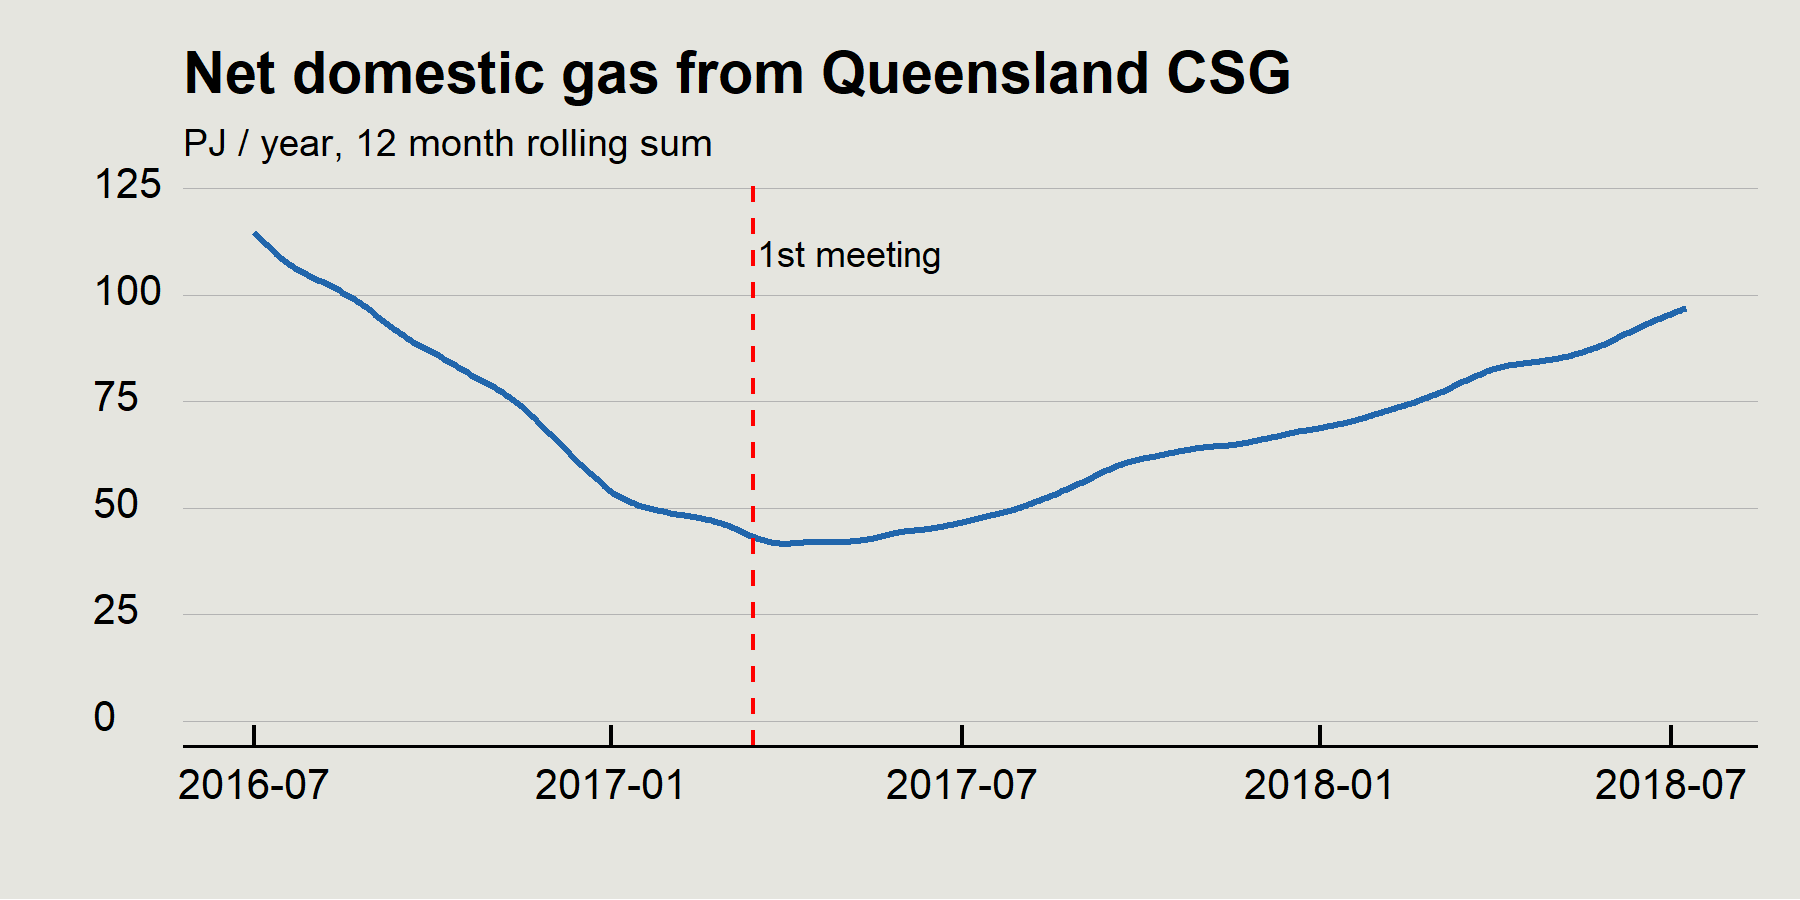 Net domestic gas from Queensland CSG
PJ / year, 12 month rolling sum
125
1st meeting
100
75
50
25
0
2016-07 2017-01 2017-07 2018-01 2018-07